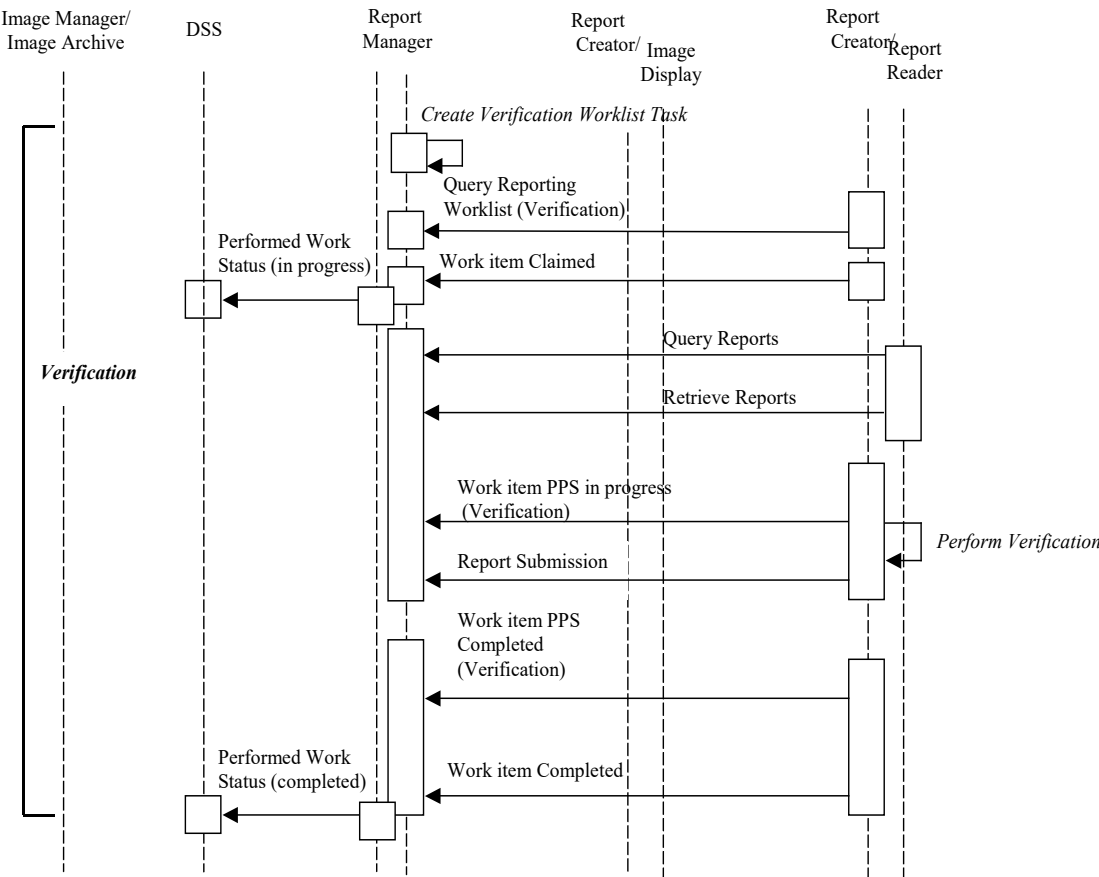 Image Manager/
Image Archive
DSS
Report
Manager
Report
Creator/
Image
Display
Report
Creator/
Report
Reader
Create Verification Worklist Task
Query Reporting
Worklist (Verification)
Performed Work
Status (in progress)
Work item Claimed
Query Reports
Verification
Retrieve Reports
Work item PPS in progress
(Verification)
Perform Verification
Report Submission
Work item PPS
Completed
(Verification)
Performed Work
Status (completed)
Work item Completed